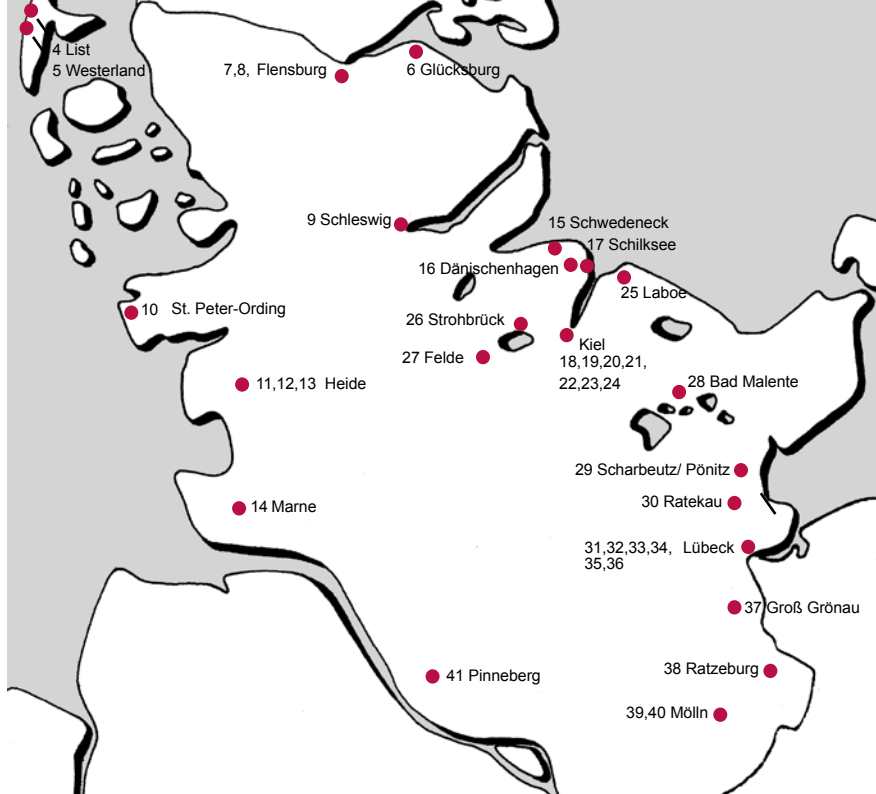 4 List
5 Westerland
7,8, Flensburg
6 Glücksburg
9 Schleswig
15 Schwedeneck
17 Schilksee
16 Dänischenhagen
25 Laboe
10 St. Peter-Ording
26 Strohbrück
27 Felde
Kiel
18,19,20,21,
22,23,24
11,12,13 Heide
28 Bad Malente
29 Scharbeutz/ Pönitz
30 Ratekau
14 Marne
31,32,33,34, Lübeck
35,36
37 Groß Grönau
38 Ratzeburg
41 Pinneberg
39,40 Mölln